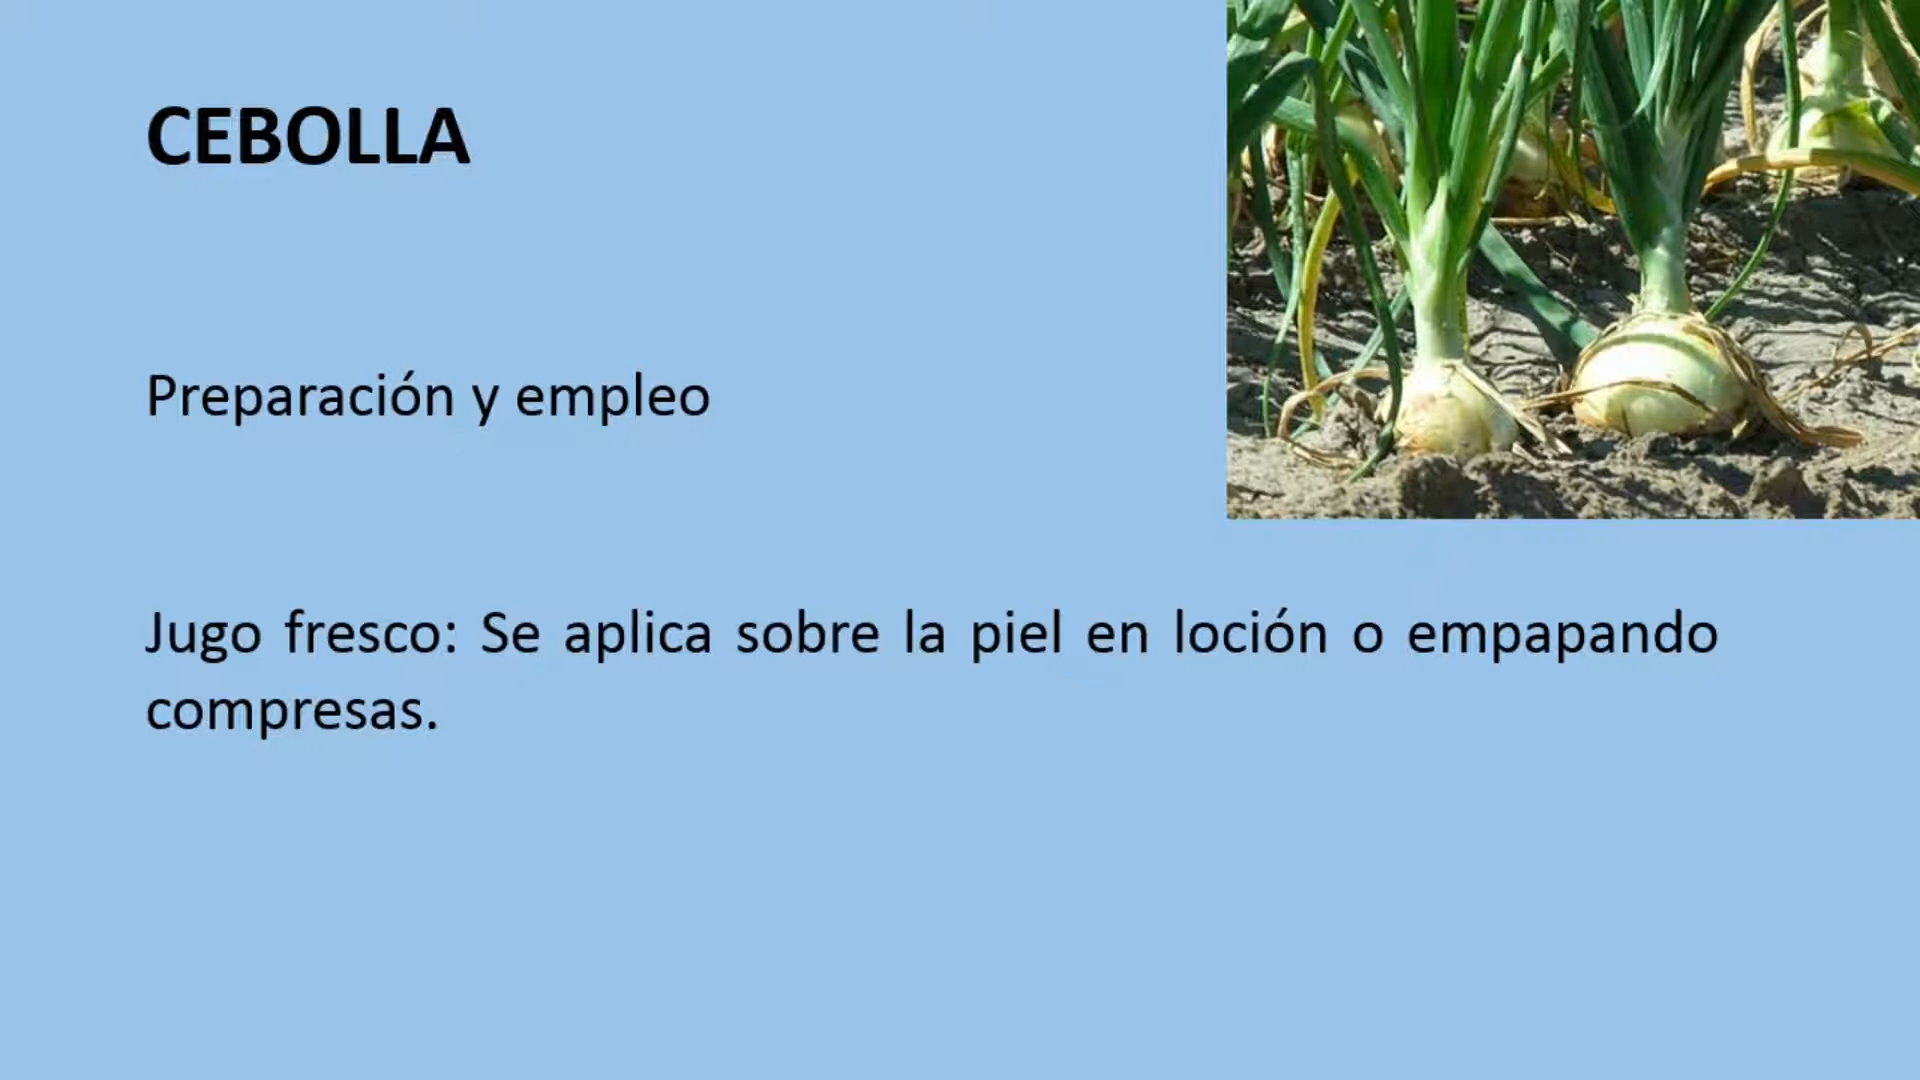 CEBOLLA
Preparación y empleo
Jugo fresco: Se aplica sobre la piel en loción o empapando
compresas.